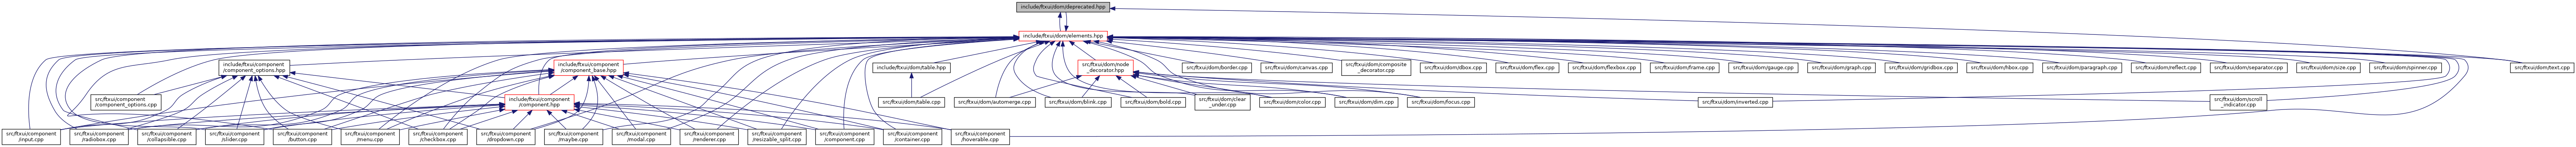 include/ftxui/dom/deprecated.hpp
include/ftxui/dom/elements.hpp
include/ftxui/component
/component_options.hpp
include/ftxui/component
/component_base.hpp
include/ftxui/dom/table.hpp
src/ftxui/dom/node
_decorator.hpp
src/ftxui/dom/border.cpp
src/ftxui/dom/canvas.cpp
src/ftxui/dom/composite
_decorator.cpp
src/ftxui/dom/dbox.cpp
src/ftxui/dom/flex.cpp
src/ftxui/dom/flexbox.cpp
src/ftxui/dom/frame.cpp
src/ftxui/dom/gauge.cpp
src/ftxui/dom/graph.cpp
src/ftxui/dom/gridbox.cpp
src/ftxui/dom/hbox.cpp
src/ftxui/dom/paragraph.cpp
src/ftxui/dom/reflect.cpp
src/ftxui/dom/separator.cpp
src/ftxui/dom/size.cpp
src/ftxui/dom/spinner.cpp
src/ftxui/dom/text.cpp
src/ftxui/component
/component_options.cpp
include/ftxui/component
/component.hpp
src/ftxui/dom/table.cpp
src/ftxui/dom/automerge.cpp
src/ftxui/dom/blink.cpp
src/ftxui/dom/bold.cpp
src/ftxui/dom/clear
_under.cpp
src/ftxui/dom/color.cpp
src/ftxui/dom/dim.cpp
src/ftxui/dom/focus.cpp
src/ftxui/dom/inverted.cpp
src/ftxui/dom/scroll
_indicator.cpp
src/ftxui/component
/input.cpp
src/ftxui/component
/radiobox.cpp
src/ftxui/component
/collapsible.cpp
src/ftxui/component
/slider.cpp
src/ftxui/component
/button.cpp
src/ftxui/component
/menu.cpp
src/ftxui/component
/checkbox.cpp
src/ftxui/component
/dropdown.cpp
src/ftxui/component
/maybe.cpp
src/ftxui/component
/modal.cpp
src/ftxui/component
/renderer.cpp
src/ftxui/component
/resizable_split.cpp
src/ftxui/component
/component.cpp
src/ftxui/component
/container.cpp
src/ftxui/component
/hoverable.cpp